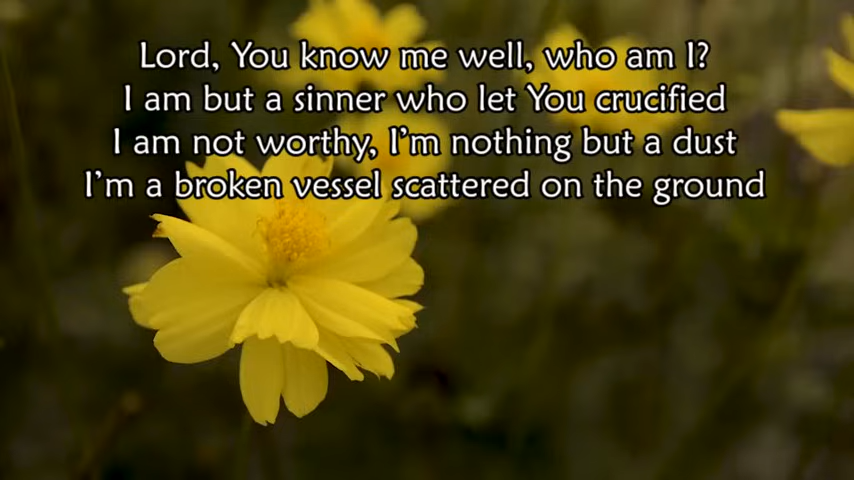 Lord, You know me well, who am I?
I am but a sinner who let You crucified
I am not worthy, I'm nothing but a dust
I'm a broken vessel scattered on the ground